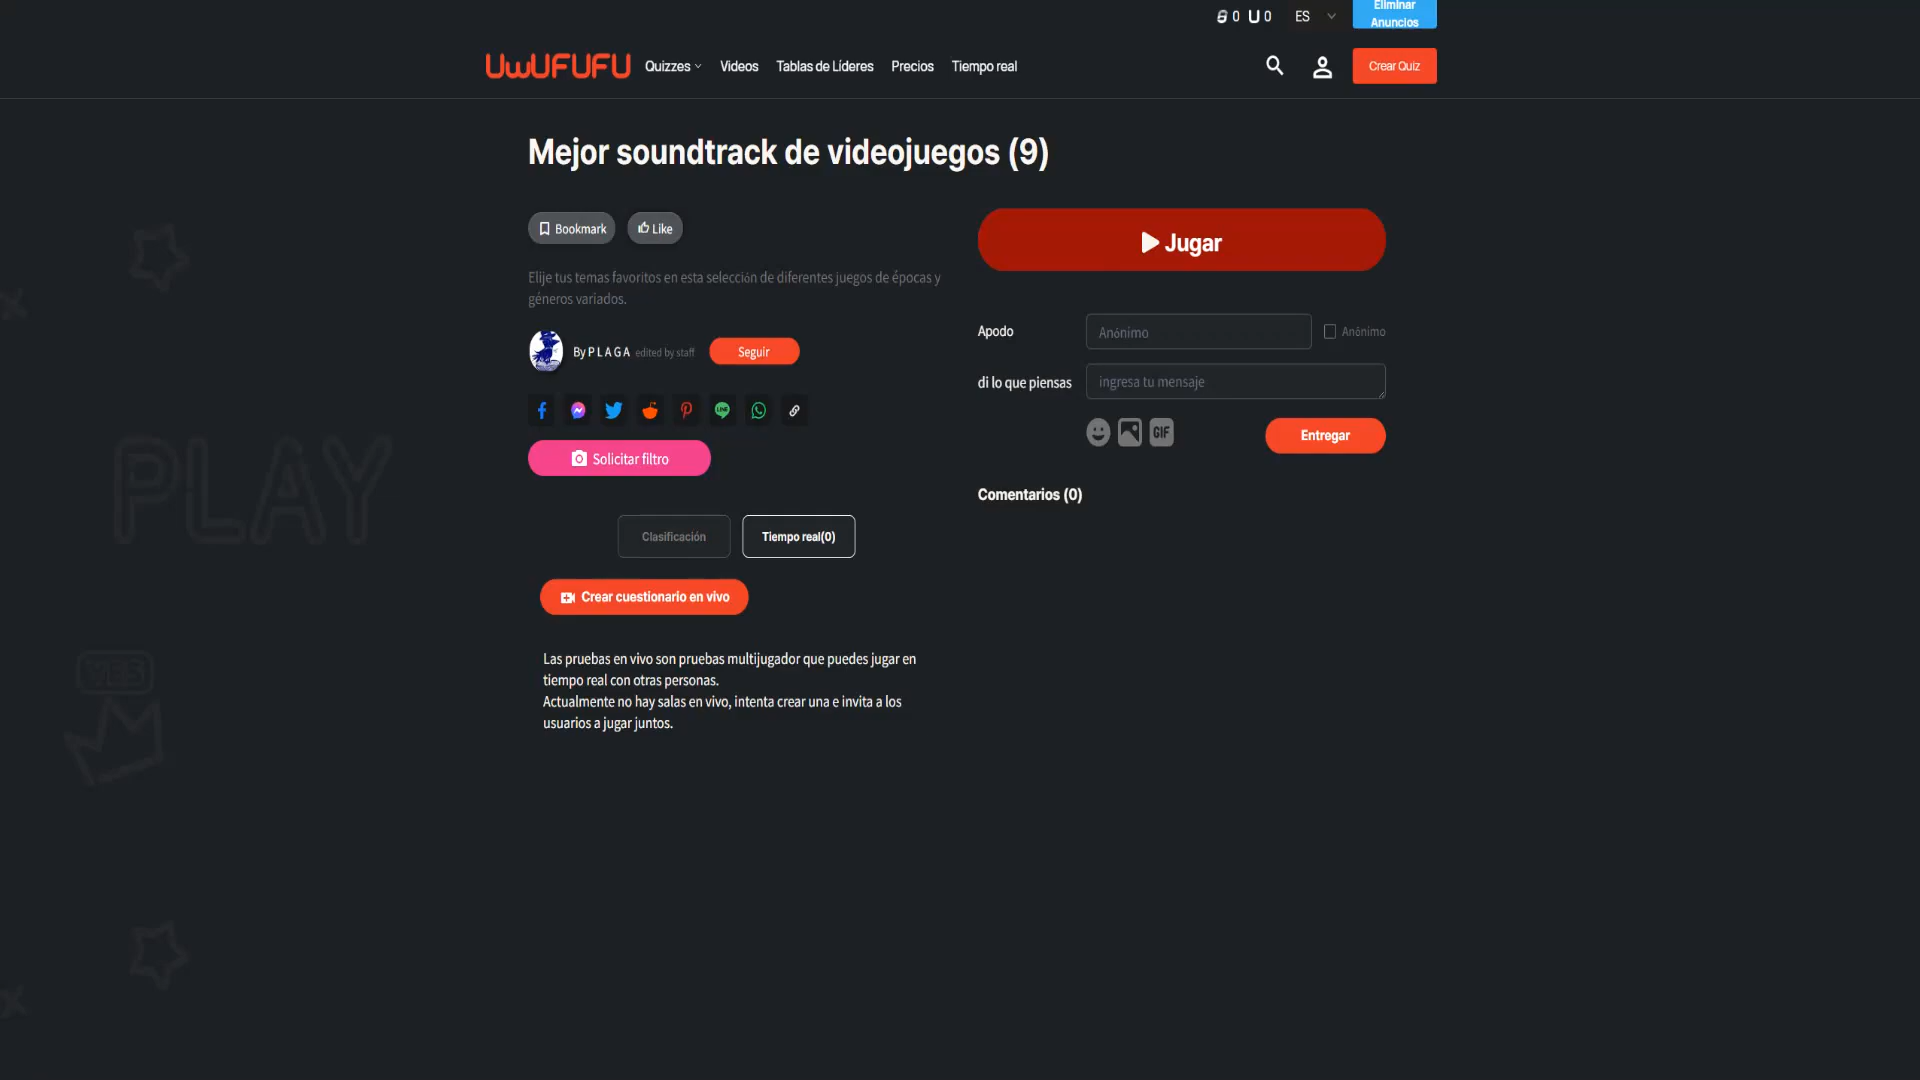 0 U 0 ES Eliminar Anuncios
UwUFUFU Quizzes Videos Tablas de Líderes Precios Tiempo real Crear Quiz
Mejor soundtrack de videojuegos (9)
Bookmark Like
Elije tus temas favoritos en esta selección de diferentes juegos de épocas y
géneros variados.
By P L A G A edited by staff Seguir
Solicitar filtro
Clasificación Tiempo real(0)
Crear cuestionario en vivo
Las pruebas en vivo son pruebas multijugador que puedes jugar en
tiempo real con otras personas.
Actualmente no hay salas en vivo, intenta crear una e invita a los
usuarios a jugar juntos.
Jugar
Apodo Anónimo Anónimo
di lo que piensas ingresa tu mensaje
GIF Entregar
Comentarios (0)
PLAY
YES